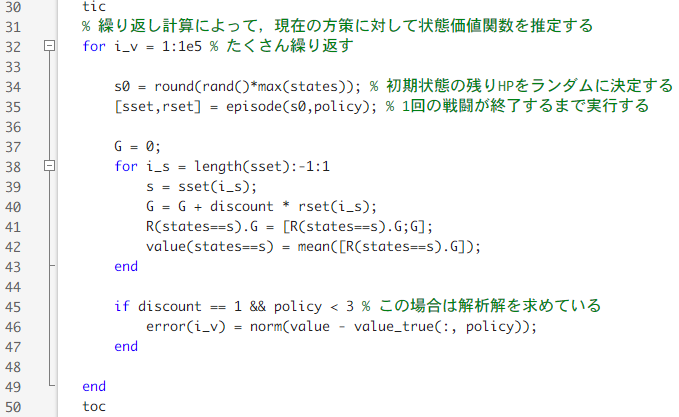 30 tic
31 % 繰り返し計算によって，現在の方策に対して状態価値関数を推定する
32 for i_v = 1:1e5 % たくさん繰り返す
33
34 s0 = round(rand()*max(states)); % 初期状態の残りHPをランダムに決定する
35 [sset,rset] = episode(s0,policy); % 1回の戦闘が終了するまで実行する
36
37 G = 0;
38 for i_s = length(sset):-1:1
39 s = sset(i_s);
40 G = G + discount * rset(i_s);
41 R(states==s).G = [R(states==s).G;G];
42 value(states==s) = mean([R(states==s).G]);
43 end
44
45 if discount == 1 && policy < 3 % この場合は解析解を求めている
46 error(i_v) = norm(value - value_true(:, policy));
47 end
48
49 end
50 toc